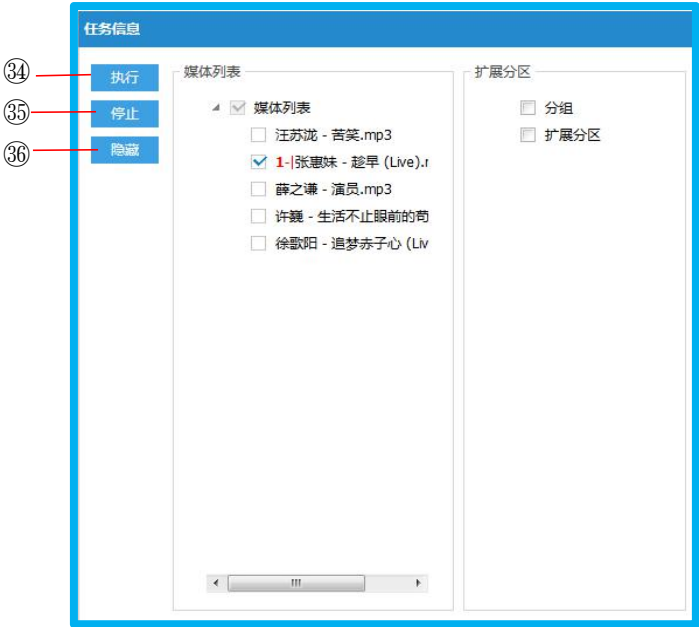 任务信息
㉞ 执行
㉟ 停止
㊱ 隐藏
媒体列表
媒体列表
汪苏泷 - 苦笑.mp3
1-|张惠妹 - 趁早 (Live).r
薛之谦 - 演员.mp3
许巍 - 生活不止眼前的苟
徐歌阳 - 追梦赤子心 (Liv
扩展分区
分组
扩展分区